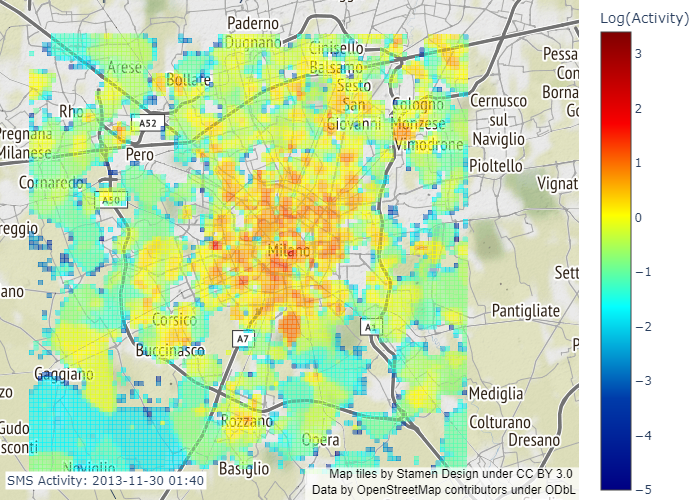 Paderno
Dugnano
Cinisello
Balsamo
Log(Activity)
Arese
Bollate
Sesto
San
Giovanni
Cologno
Monzese
Vimodrone
Pessa
Con
Borna
Go
Cernusco
sul
Naviglio
Rho
A52
Pregnana
Milanese
Pero
Pioltello
Cornaredo
Vignat
A50
reggio
Milano
Sett
ano
Pantigliate
Corsico
A7
A1
Buccinasco
P
Gaggiano
zo
Mediglia
Rozzano
Colturano
Gudo
sconti
Opera
Dresano
Noviglio
Basiglio
SMS Activity: 2013-11-30 01:40
Map tiles by Stamen Design under CC BY 3.0
Data by OpenStreetMap contributors under ODbL
3
2
1
0
−1
−2
−3
−4
−5